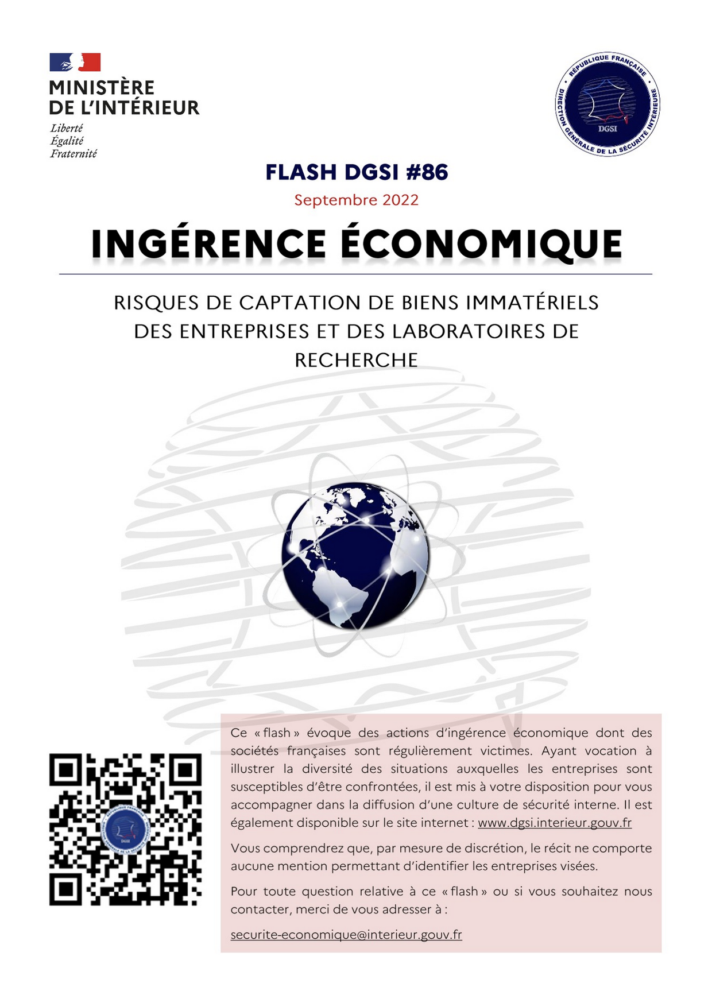 MINISTÈRE
DE L'INTÉRIEUR
Liberté
Égalité
Fraternité
RÉPUBLIQUE FRANÇAISE
DIRECTION GÉNÉRALE DE LA SÉCURITÉ INTÉRIEURE
DGSI
FLASH DGSI #86
Septembre 2022
INGÉRENCE ÉCONOMIQUE
RISQUES DE CAPTATION DE BIENS IMMATÉRIELS
DES ENTREPRISES ET DES LABORATOIRES DE
RECHERCHE
Ce « flash » évoque des actions d'ingérence économique dont des
sociétés françaises sont régulièrement victimes. Ayant vocation à
illustrer la diversité des situations auxquelles les entreprises sont
susceptibles d'être confrontées, il est mis à votre disposition pour vous
accompagner dans la diffusion d'une culture de sécurité interne. Il est
également disponible sur le site internet : www.dgsi.interieur.gouv.fr
Vous comprendrez que, par mesure de discrétion, le récit ne comporte
aucune mention permettant d'identifier les entreprises visées.
Pour toute question relative à ce « flash » ou si vous souhaitez nous
contacter, merci de vous adresser à :
securite-economique@interieur.gouv.fr